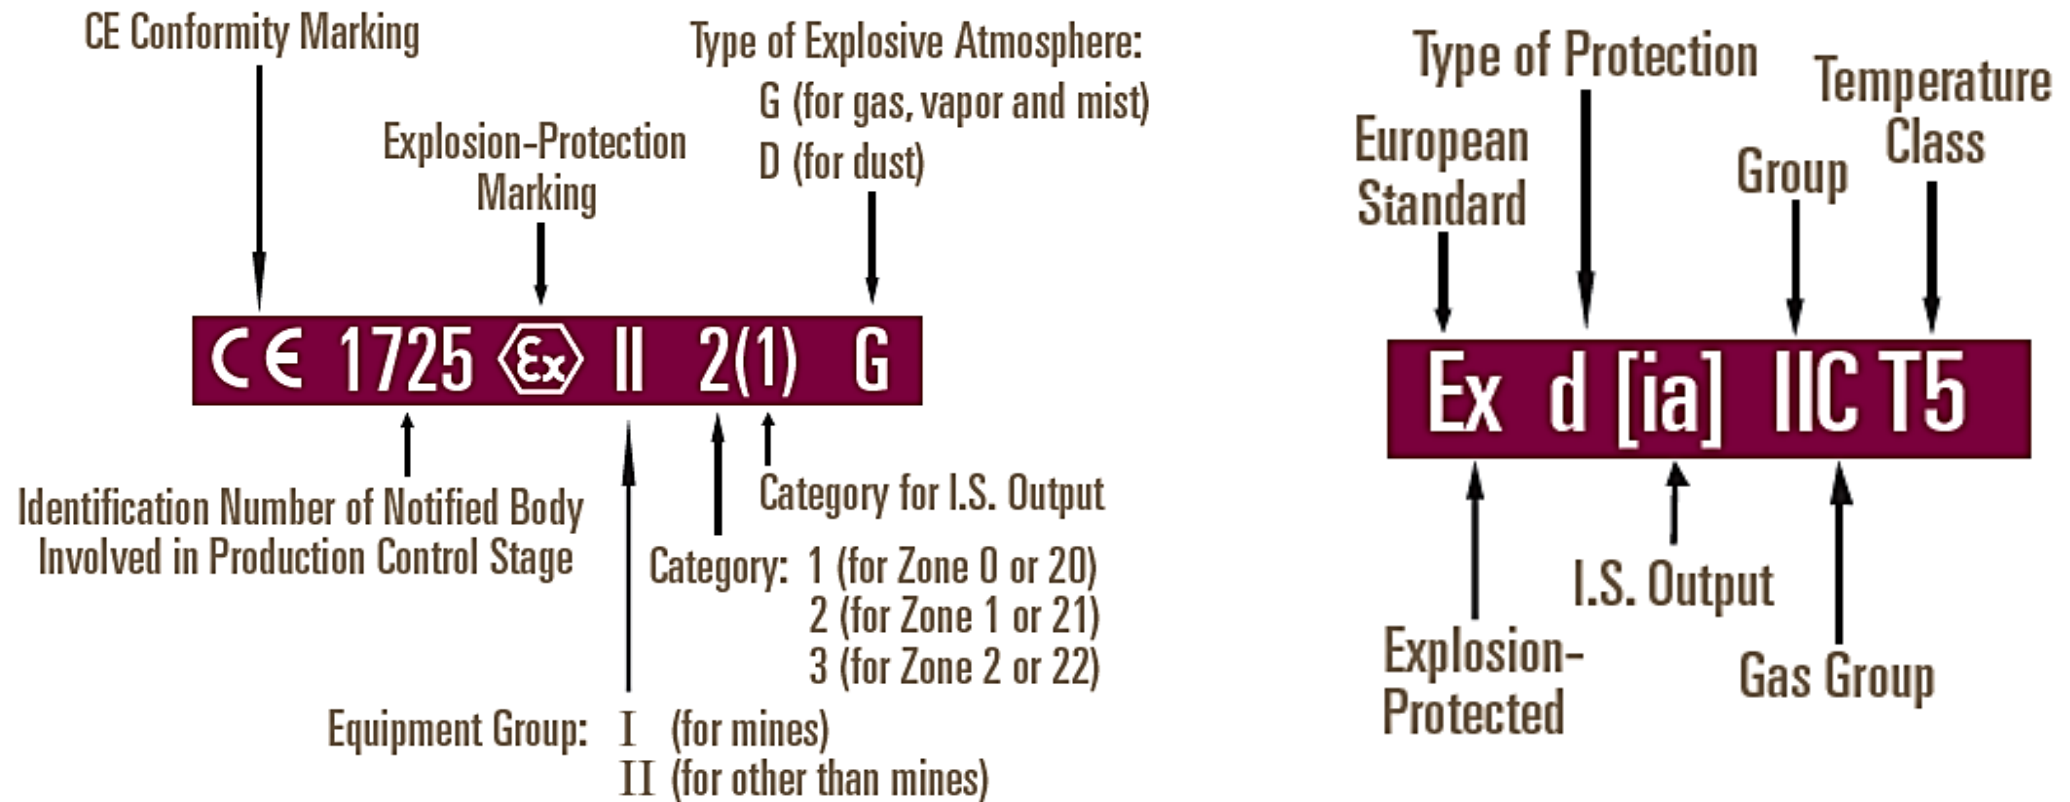 CE Conformity Marking
Explosion-Protection
Marking
Type of Explosive Atmosphere:
G (for gas, vapor and mist)
D (for dust)
CE 1725 Ex II 2(1) G
Identification Number of Notified Body
Involved in Production Control Stage
Category for I.S. Output
Category: 1 (for Zone 0 or 20)
2 (for Zone 1 or 21)
3 (for Zone 2 or 22)
Equipment Group: I (for mines)
II (for other than mines)
Type of Protection
Temperature
Class
European
Standard
Group
Ex d [ia] IIC T5
I.S. Output
Explosion-
Protected
Gas Group